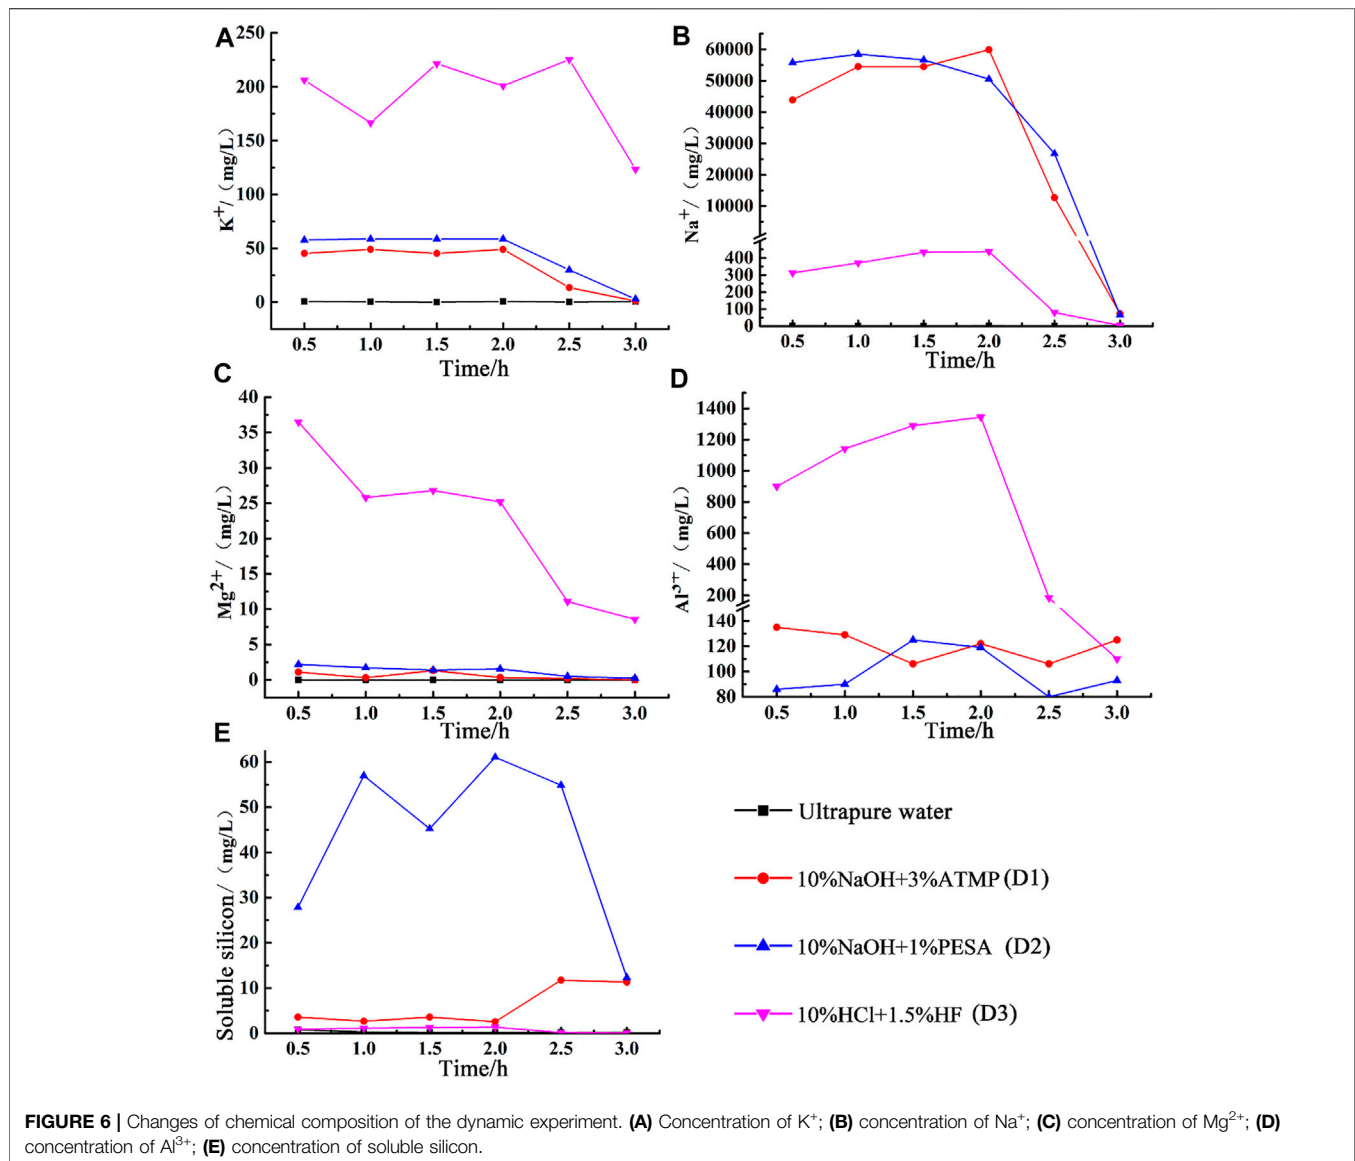 A
250
200
150
100
50
0
K+/ (mg/L)
0.5 1.0 1.5 2.0 2.5 3.0
Time/h
B
60000
50000
40000
30000
20000
10000
400
300
200
100
0
Na+/ (mg/L)
0.5 1.0 1.5 2.0 2.5 3.0
Time/h
C
40
35
30
25
20
15
10
5
0
Mg2+/ (mg/L)
0.5 1.0 1.5 2.0 2.5 3.0
Time/h
D
1400
1200
1000
800
600
400
200
140
120
100
80
Al3+/ (mg/L)
0.5 1.0 1.5 2.0 2.5 3.0
Time/h
E
60
50
40
30
20
10
0
Soluble silicon/ (mg/L)
0.5 1.0 1.5 2.0 2.5 3.0
Time/h
Ultrapure water
10%NaOH+3%ATMP (D1)
10%NaOH+1%PESA (D2)
10%HCl+1.5%HF (D3)
FIGURE 6 | Changes of chemical composition of the dynamic experiment. (A) Concentration of K+; (B) concentration of Na+; (C) concentration of Mg2+; (D)
concentration of Al3+; (E) concentration of soluble silicon.